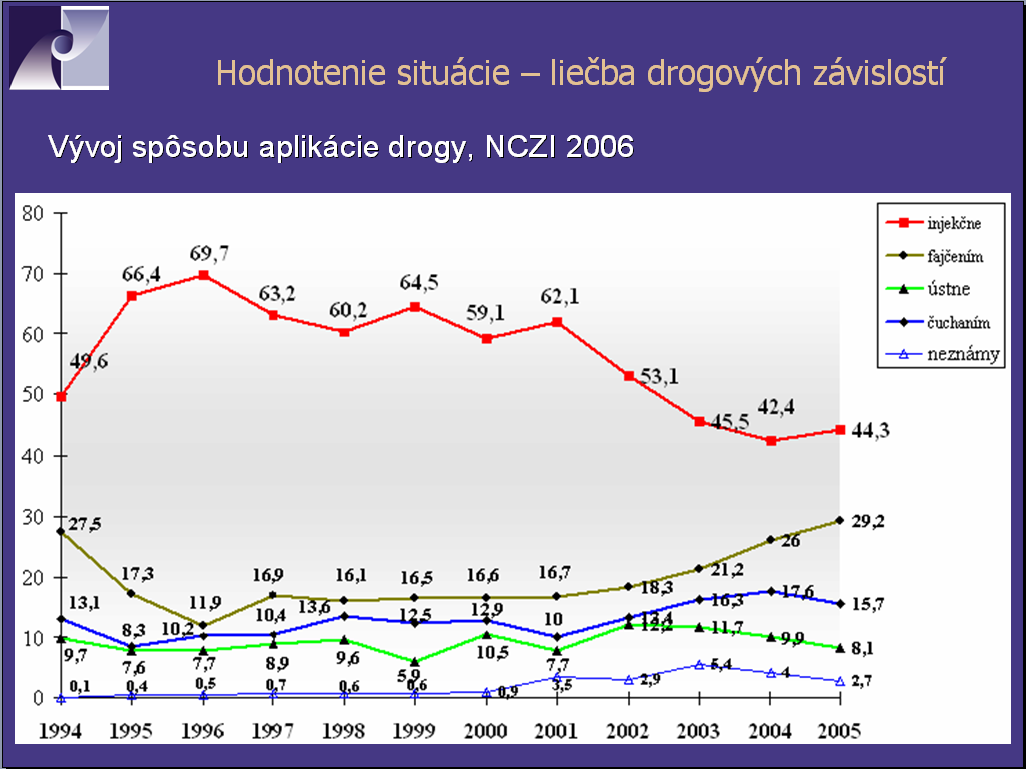 Hodnotenie situácie – liečba drogových závislostí
Vývoj spôsobu aplikácie drogy, NCZI 2006
80
70
60
50
40
30
20
10
0
49,6 66,4 69,7 63,2 60,2 64,5 59,1 62,1 53,1 45,5 42,4 44,3
27,5 17,3 11,9 16,9 16,1 16,5 16,6 16,7 18,3 21,2 26 29,2
13,1 8,3 10,2 10,4 13,6 12,5 12,9 10 13,4 16,3 17,6 15,7
9,7 7,6 7,7 8,9 9,6 5,9 10,5 7,7 12,2 11,7 9,9 8,1
0,1 0,4 0,5 0,7 0,6 0,6 0,9 3,5 2,9 5,4 4 2,7
1994 1995 1996 1997 1998 1999 2000 2001 2002 2003 2004 2005
injekčne
fajčením
ústne
čuchaním
neznámy